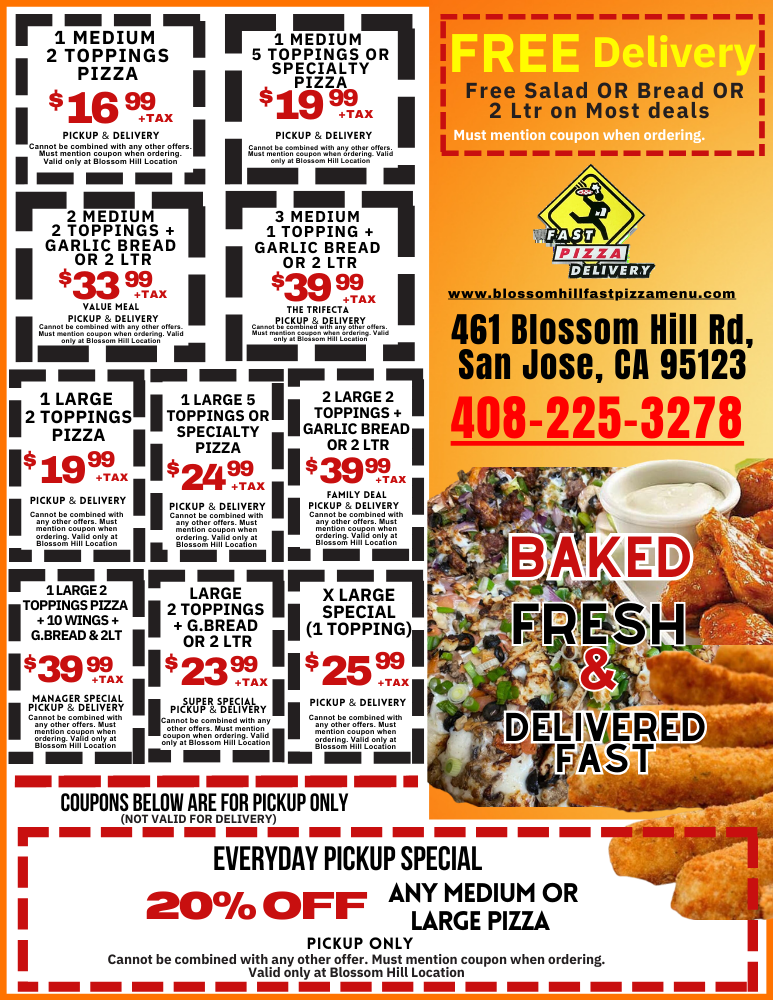 1 MEDIUM
2 TOPPINGS
PIZZA
$16.99
+TAX
PICKUP & DELIVERY
Cannot be combined with any other offers.
Must mention coupon when ordering.
Valid only at Blossom Hill Location
1 MEDIUM
5 TOPPINGS OR
SPECIALTY
PIZZA
$19 99
+TAX
PICKUP & DELIVERY
Cannot be combined with any other offers.
Must mention coupon when ordering. Valid
only at Blossom Hill Location
2 MEDIUM
2 TOPPINGS +
GARLIC BREAD
OR 2 LTR
$33 99
+TAX
VALUE MEAL
PICKUP & DELIVERY
Cannot be combined with any other offers.
Must mention coupon when ordering. Valid
only at Blossom Hill Location
3 MEDIUM
1 TOPPING +
GARLIC BREAD
OR 2 LTR
$39 99
+TAX
THE TRIFECTA
PICKUP & DELIVERY
Cannot be combined with any other offers.
Must mention coupon when ordering. Valid
only at Blossom Hill Location
1 LARGE
2 TOPPINGS
PIZZA
$19 99
+TAX
PICKUP & DELIVERY
Cannot be combined with
any other offers. Must
mention coupon when
ordering. Valid only at
Blossom Hill Location
1 LARGE 5
TOPPINGS OR
SPECIALTY
PIZZA
$24 99
+TAX
PICKUP & DELIVERY
Cannot be combined with
any other offers. Must
mention coupon when
ordering. Valid only at
Blossom Hill Location
2 LARGE 2
TOPPINGS +
GARLIC BREAD
OR 2 LTR
$39 99
+TAX
FAMILY DEAL
PICKUP & DELIVERY
Cannot be combined with
any other offers. Must
mention coupon when
ordering. Valid only at
Blossom Hill Location
1 LARGE 2
TOPPINGS PIZZA
+ 10 WINGS +
G.BREAD & 2LT
$39 99
+TAX
MANAGER SPECIAL
PICKUP & DELIVERY
Cannot be combined with
any other offers. Must
mention coupon when
ordering. Valid only at
Blossom Hill Location
LARGE
2 TOPPINGS
+ G.BREAD
OR 2 LTR
$23 99
+TAX
SUPER SPECIAL
PICKUP & DELIVERY
Cannot be combined with any
other offers. Must mention
coupon when ordering. Valid
only at Blossom Hill Location
X LARGE
SPECIAL
(1 TOPPING)
$25 99
+TAX
PICKUP & DELIVERY
Cannot be combined with
any other offers. Must
mention coupon when
ordering. Valid only at
Blossom Hill Location
FREE Delivery
Free Salad OR Bread OR
2 Ltr on Most deals
Must mention coupon when ordering.
FAST
PIZZA
DELIVERY
www.blossomhillfastpizzamenu.com
461 Blossom Hill Rd,
San Jose, CA 95123
408-225-3278
BAKED
FRESH
&
DELIVERED
FAST
COUPONS BELOW ARE FOR PICKUP ONLY
(NOT VALID FOR DELIVERY)
EVERYDAY PICKUP SPECIAL
20% OFF ANY MEDIUM OR
LARGE PIZZA
PICKUP ONLY
Cannot be combined with any other offer. Must mention coupon when ordering.
Valid only at Blossom Hill Location